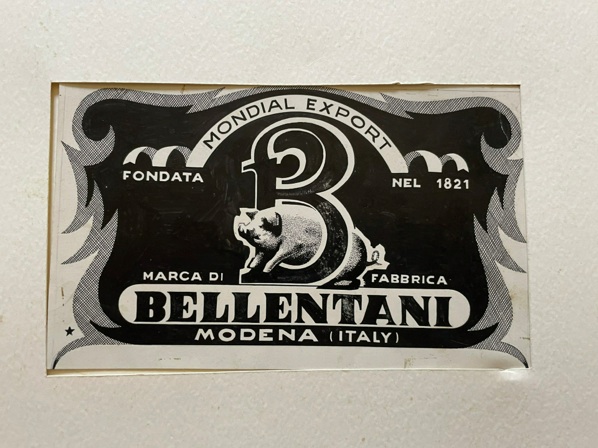 MONDIAL EXPORT
B
FONDATA NEL 1821
MARCA DI FABBRICA
BELLENTANI
MODENA (ITALY)